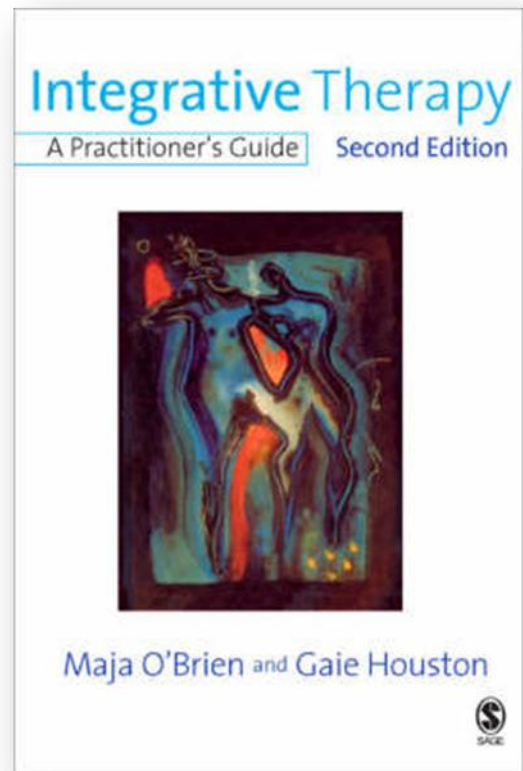 Integrative Therapy
A Practitioner's Guide Second Edition
Maja O'Brien and Gaie Houston
S
SAGE